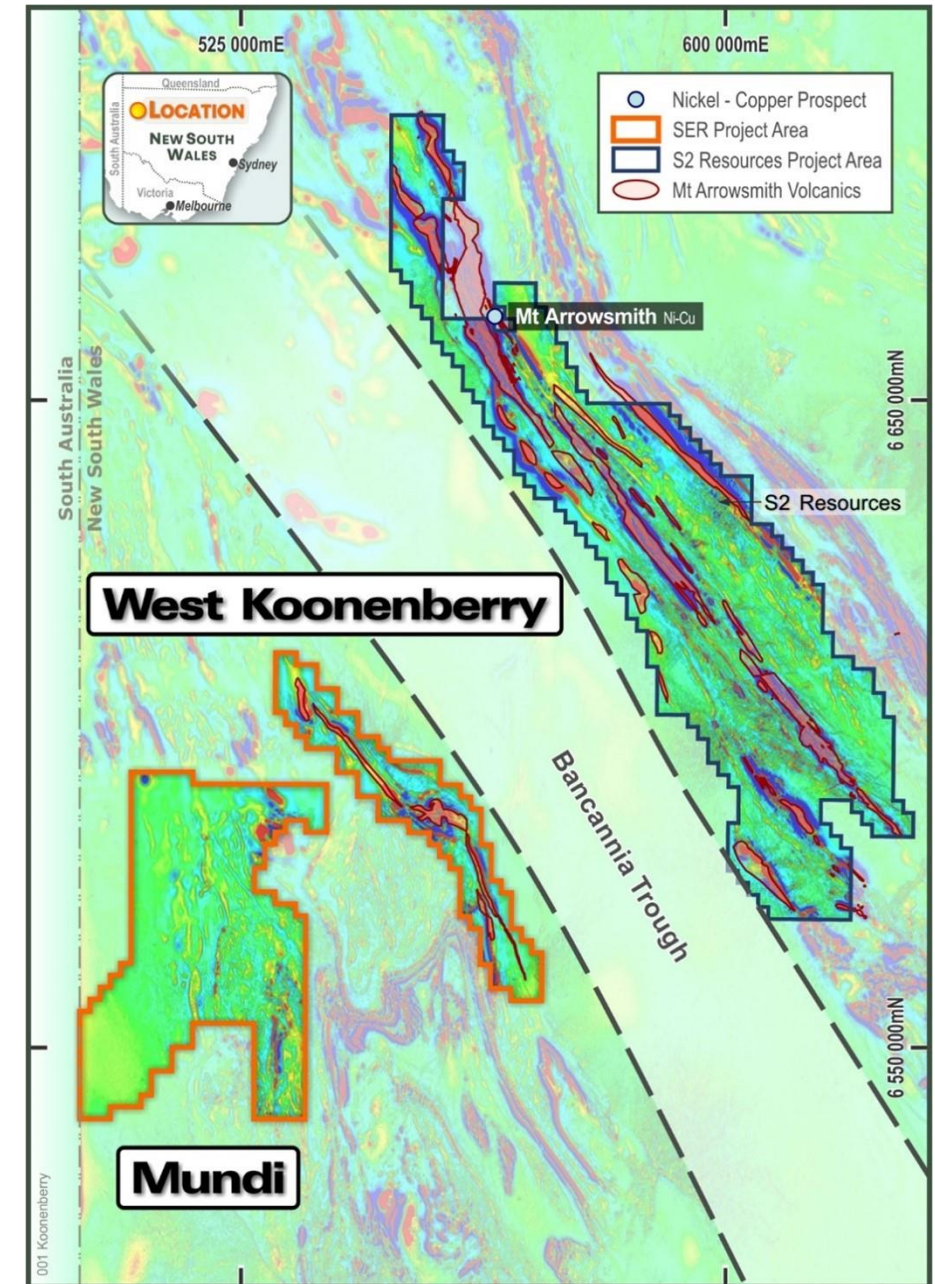 525 000mE
600 000mE
Queensland
South Australia
LOCATION
NEW SOUTH
WALES
Sydney
Victoria
Melbourne
Nickel - Copper Prospect
SER Project Area
S2 Resources Project Area
Mt Arrowsmith Volcanics
Mt Arrowsmith Ni-Cu
South Australia
New South Wales
6 650 000mN
S2 Resources
West Koonenberry
Bancannia Trough
6 550 000mN
Mundi
001 Koonenberry